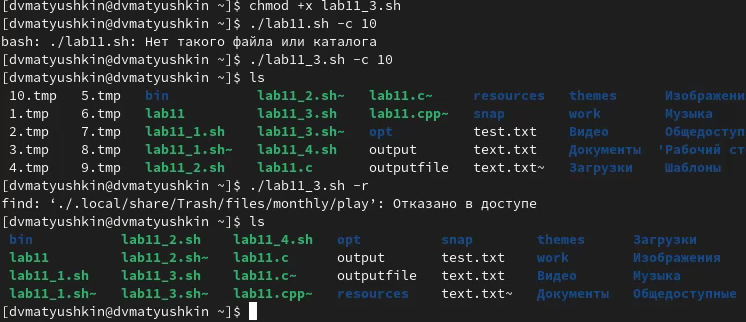 [dvmatyushkin@dvmatyushkin ~]$ chmod +x lab11_3.sh
[dvmatyushkin@dvmatyushkin ~]$ ./lab11.sh -c 10
bash: ./lab11.sh: Нет такого файла или каталога
[dvmatyushkin@dvmatyushkin ~]$ ./lab11_3.sh -c 10
[dvmatyushkin@dvmatyushkin ~]$ ls
10.tmp 5.tmp bin lab11_2.sh~ lab11.c~ resources themes Изображени
1.tmp 6.tmp lab11 lab11_3.sh lab11.cpp~ snap work Музыка
2.tmp 7.tmp lab11_1.sh lab11_3.sh~ opt test.txt Видео Общедоступ
3.tmp 8.tmp lab11_1.sh~ lab11_4.sh output text.txt Документы 'Рабочий ст
4.tmp 9.tmp lab11_2.sh lab11.c outputfile text.txt~ Загрузки Шаблоны
[dvmatyushkin@dvmatyushkin ~]$ ./lab11_3.sh -r
find: ‘./.local/share/Trash/files/monthly/play’: Отказано в доступе
[dvmatyushkin@dvmatyushkin ~]$ ls
bin lab11_2.sh lab11_4.sh opt snap themes Загрузки
lab11 lab11_2.sh~ lab11.c output test.txt work Изображения
lab11_1.sh lab11_3.sh lab11.c~ outputfile text.txt Видео Музыка
lab11_1.sh~ lab11_3.sh~ lab11.cpp~ resources text.txt~ Документы Общедоступные
[dvmatyushkin@dvmatyushkin ~]$